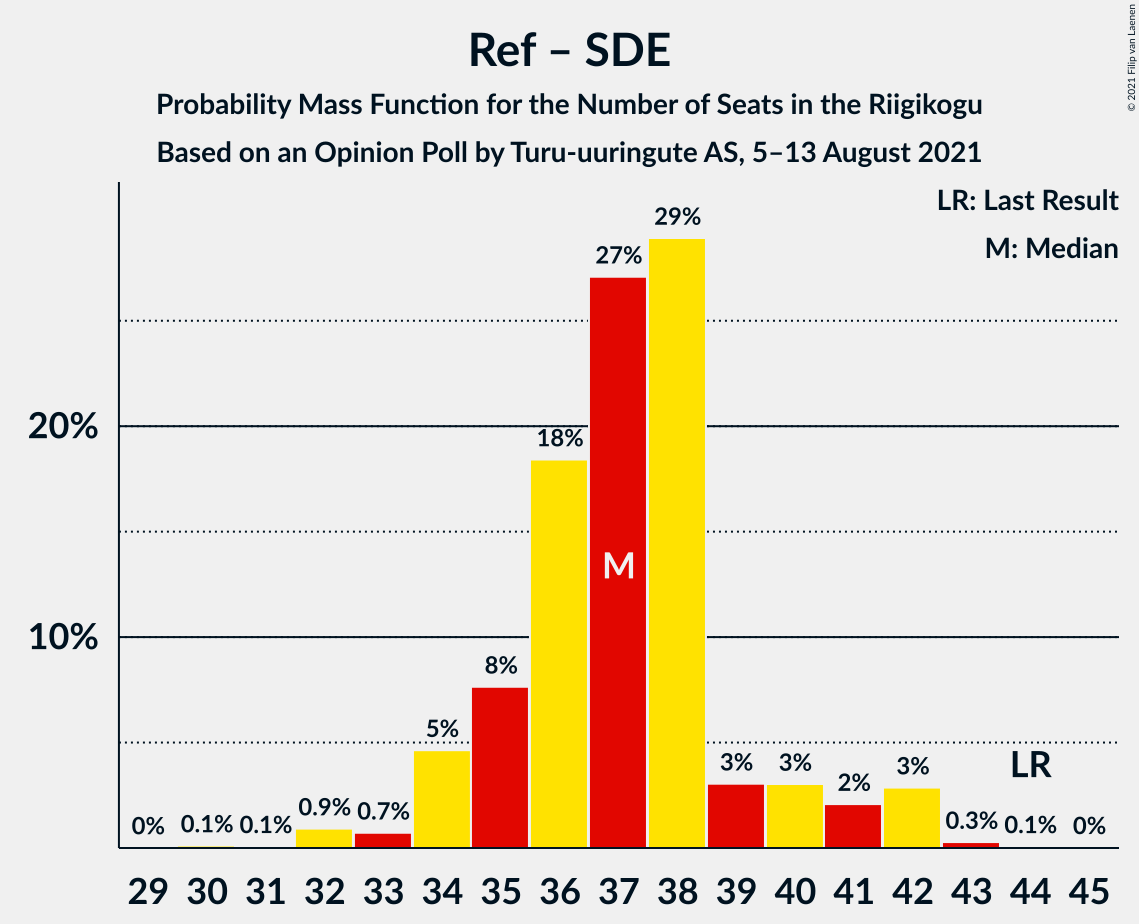 Ref – SDE
Probability Mass Function for the Number of Seats in the Riigikogu
Based on an Opinion Poll by Turu-uuringute AS, 5–13 August 2021
© 2021 Filip van Laenen
LR: Last Result
M: Median
29%
27%
20%
18%
M
10%
8%
5%
3%
3%
2%
3%
LR
0%
0.1%
0.1%
0.9%
0.7%
0.3%
0.1%
0%
29 30 31 32 33 34 35 36 37 38 39 40 41 42 43 44 45